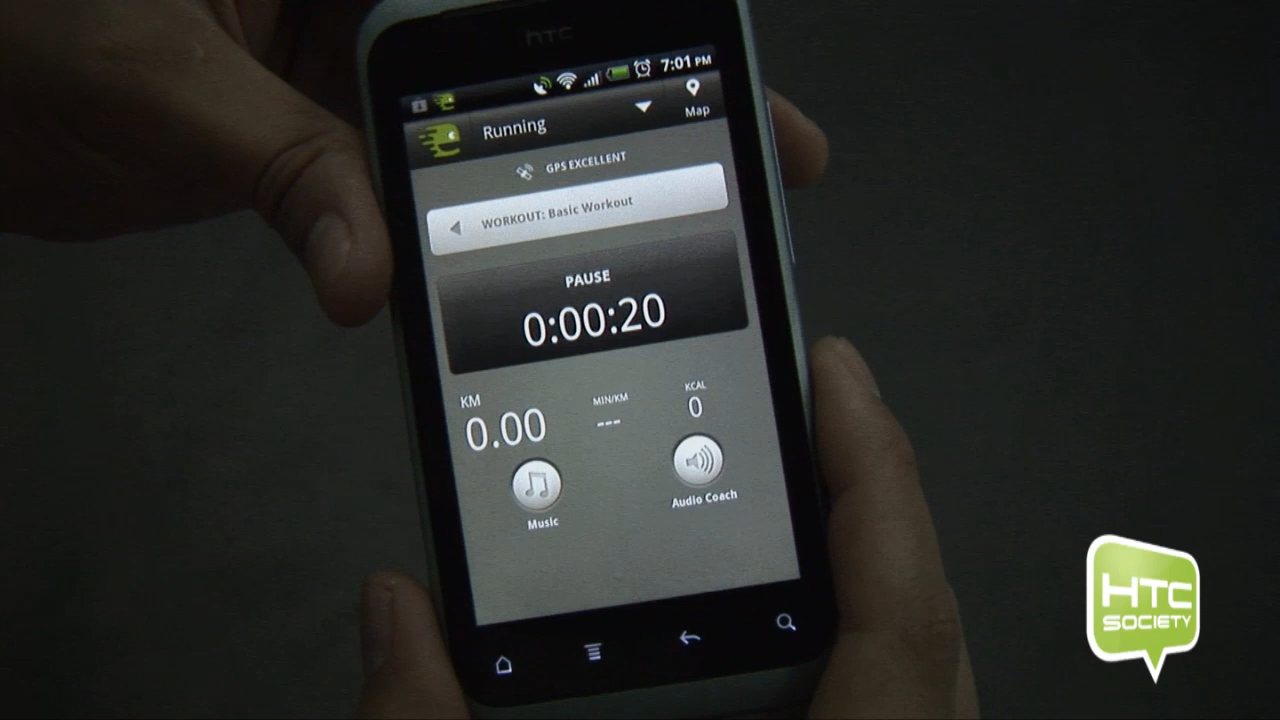 hTC
7:01 PM
Running
Map
GPS EXCELLENT
WORKOUT: Basic Workout
PAUSE
0:00:20
KM
MIN/KM
KCAL
0.00
---
0
Music
Audio Coach
HTC
SOCIETY